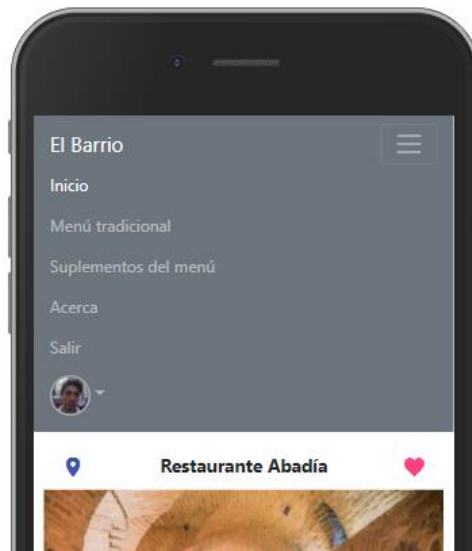 El Barrio
Inicio
Menú tradicional
Suplementos del menú
Acerca
Salir
Restaurante Abadía